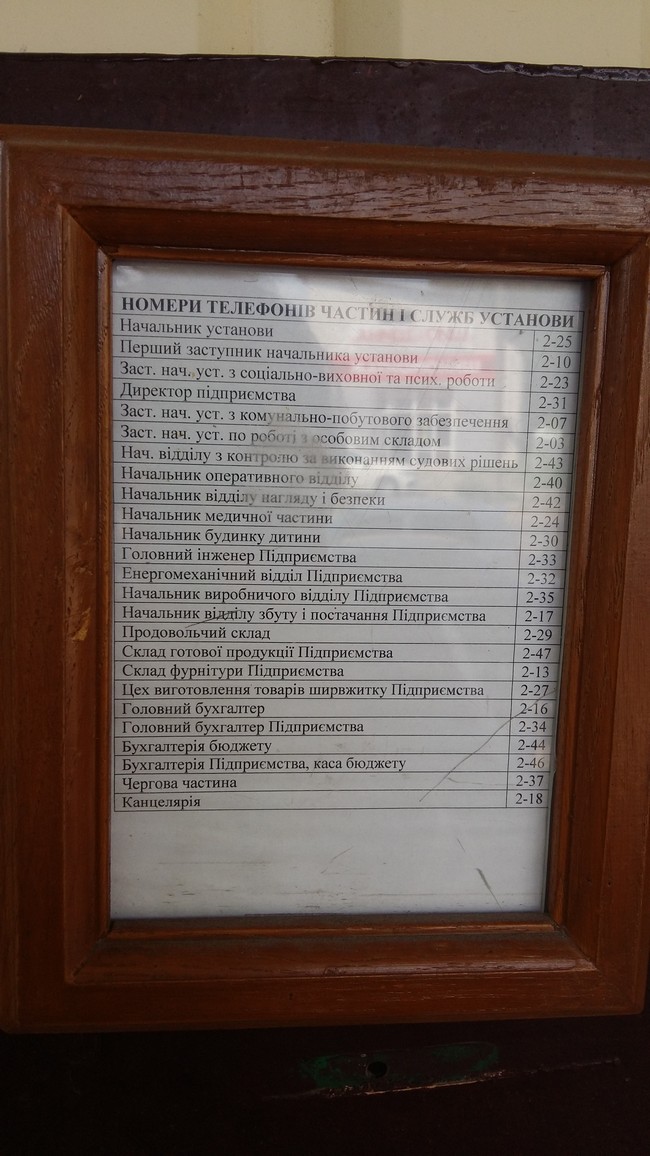 НОМЕРИ ТЕЛЕФОНІВ ЧАСТИН І СЛУЖБ УСТАНОВИ
Начальник установи 2-25
Перший заступник начальника установи 2-10
Заст. нач. уст. з соціально-виховної та псих. роботи 2-23
Директор підприємства 2-31
Заст. нач. уст. з комунально-побутового забезпечення 2-07
Заст. нач. уст. по роботі з особовим складом 2-03
Нач. відділу з контролю за виконанням судових рішень 2-43
Начальник оперативного відділу 2-40
Начальник відділу нагляду і безпеки 2-42
Начальник медичної частини 2-24
Начальник будинку дитини 2-30
Головний інженер Підприємства 2-33
Енергомеханічний відділ Підприємства 2-32
Начальник виробничого відділу Підприємства 2-35
Начальник відділу збуту і постачання Підприємства 2-17
Продовольчий склад 2-29
Склад готової продукції Підприємства 2-47
Склад фурнітури Підприємства 2-13
Цех виготовлення товарів ширвжитку Підприємства 2-27
Головний бухгалтер 2-16
Головний бухгалтер Підприємства 2-34
Бухгалтерія бюджету 2-44
Бухгалтерія Підприємства, каса бюджету 2-46
Чергова частина 2-37
Канцелярія 2-18